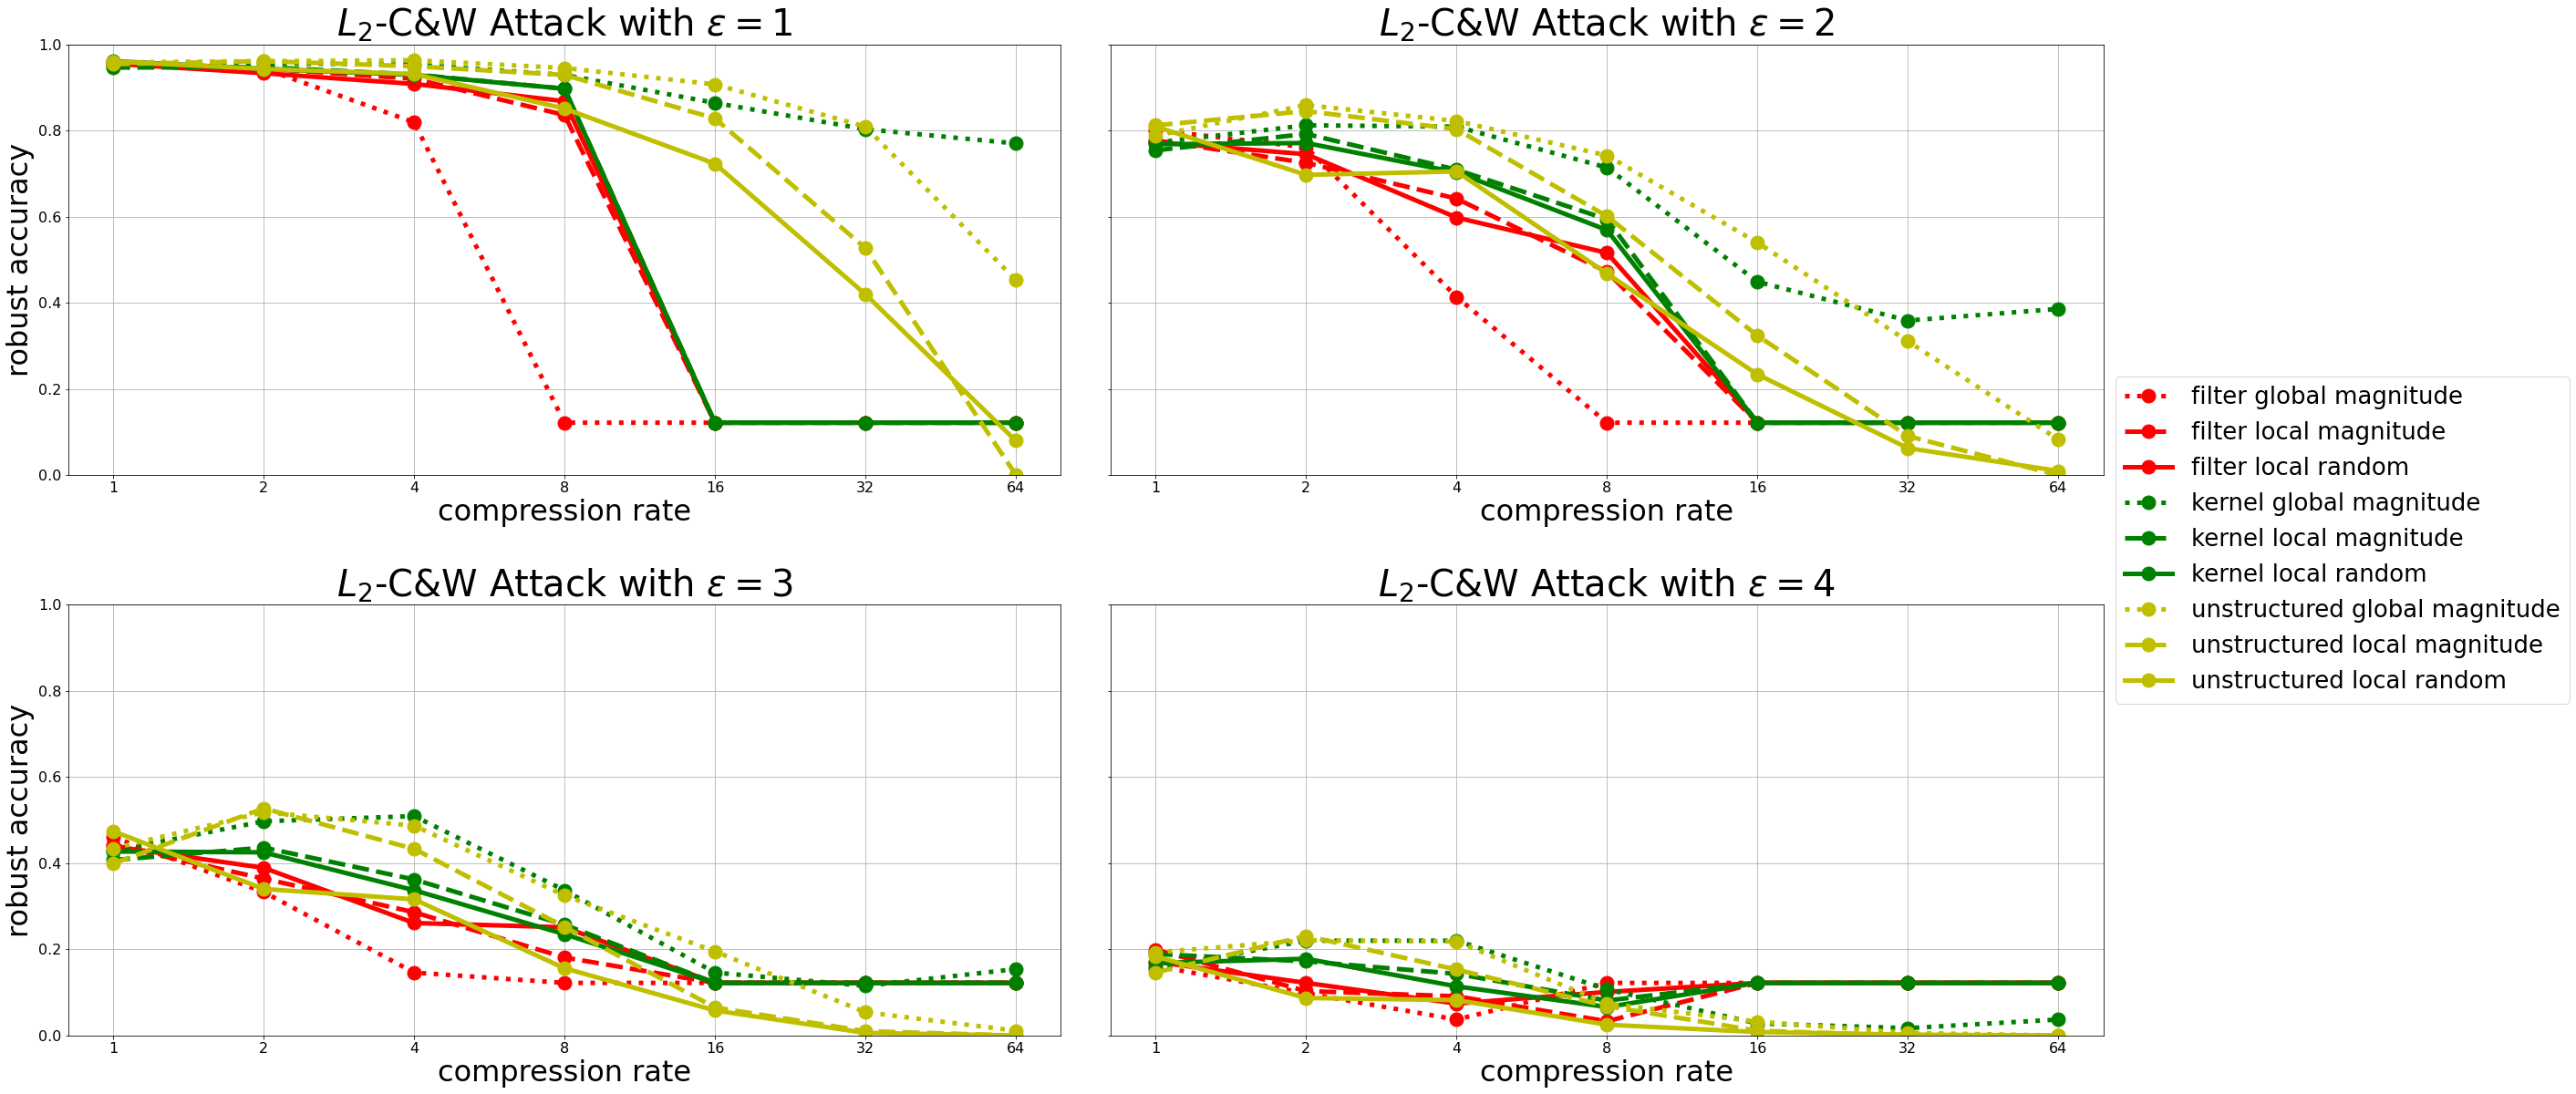 L₂-C&W Attack with ε = 1
1.0
0.8
0.6
0.4
0.2
0.0
robust accuracy
1 2 4 8 16 32 64
compression rate
L₂-C&W Attack with ε = 2
1 2 4 8 16 32 64
compression rate
L₂-C&W Attack with ε = 3
1.0
0.8
0.6
0.4
0.2
0.0
robust accuracy
1 2 4 8 16 32 64
compression rate
L₂-C&W Attack with ε = 4
1 2 4 8 16 32 64
compression rate
filter global magnitude
filter local magnitude
filter local random
kernel global magnitude
kernel local magnitude
kernel local random
unstructured global magnitude
unstructured local magnitude
unstructured local random